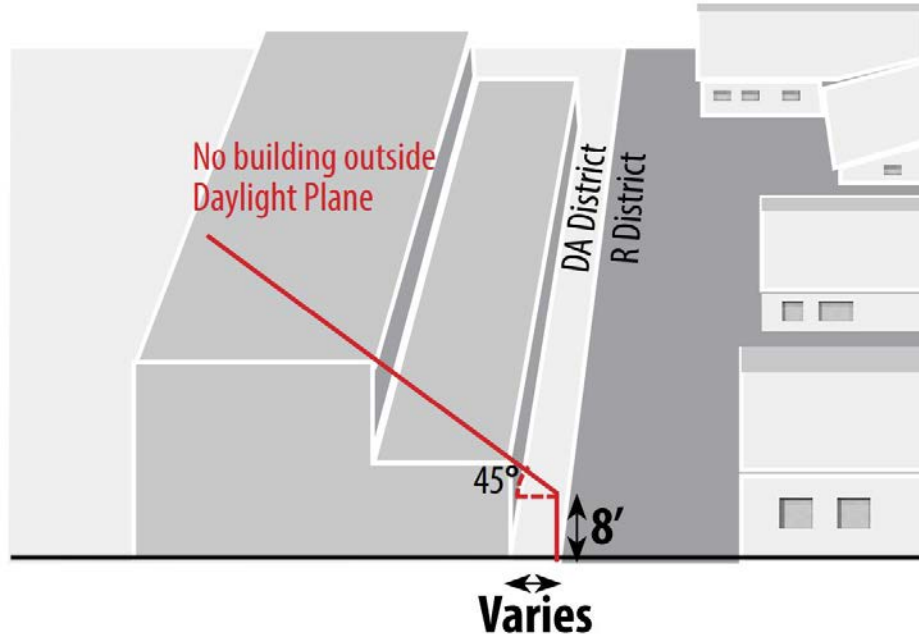 No building outside
Daylight Plane
DA District
R District
45°
8’
Varies